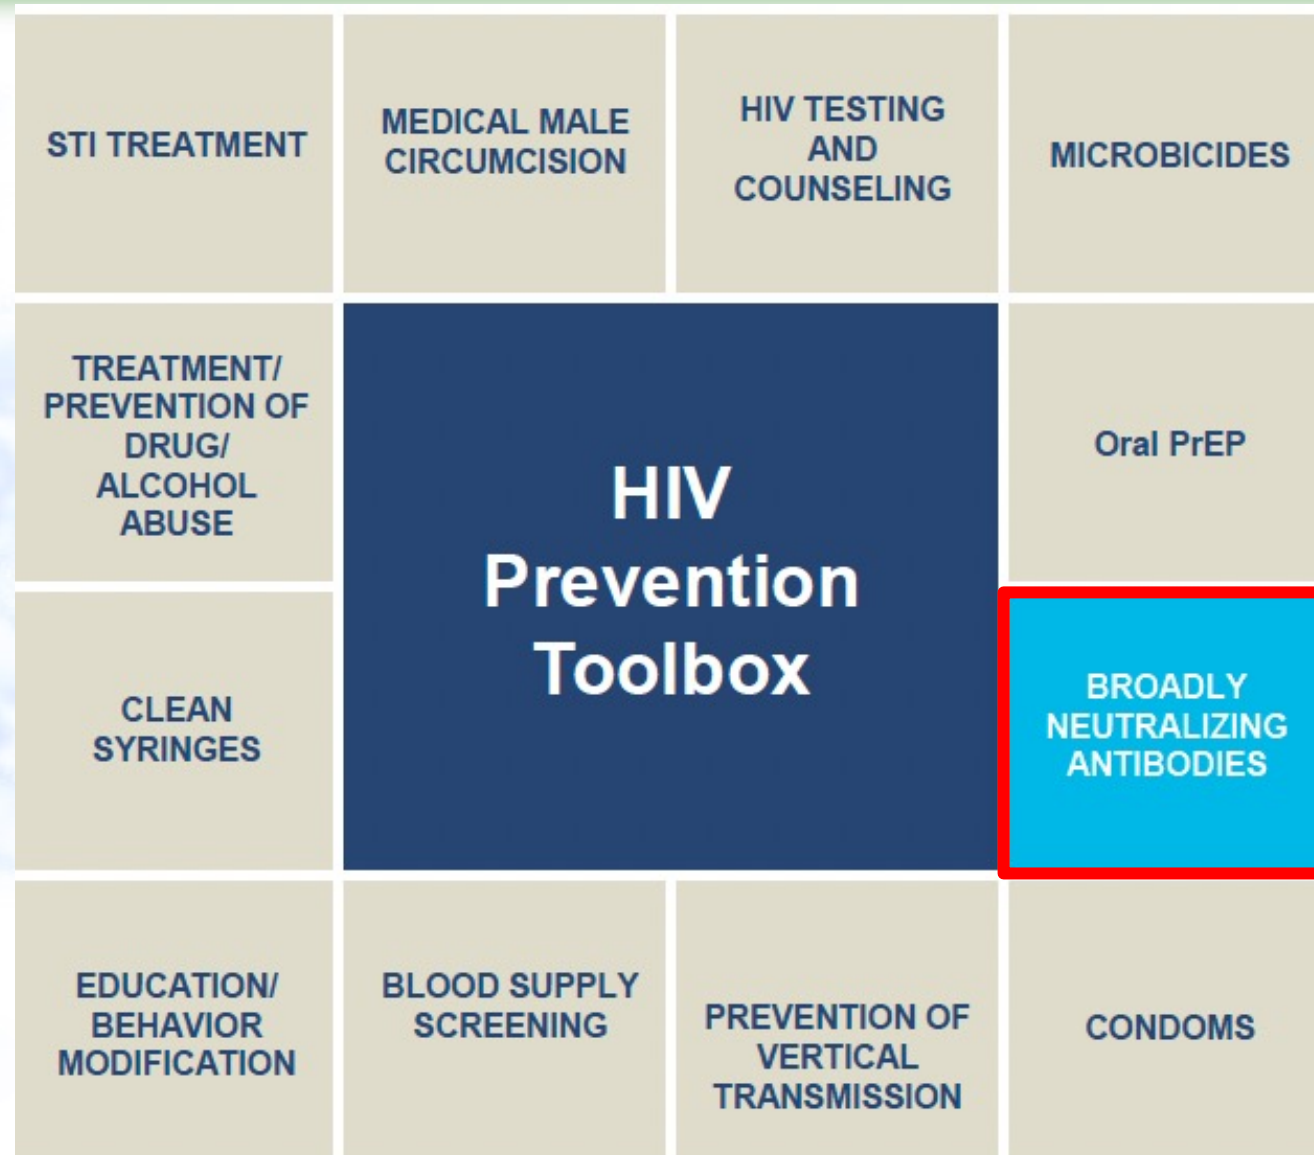 STI TREATMENT
MEDICAL MALE
CIRCUMCISION
HIV TESTING
AND
COUNSELING
MICROBICIDES
TREATMENT/
PREVENTION OF
DRUG/
ALCOHOL
ABUSE
HIV
Prevention
Toolbox
Oral PrEP
CLEAN
SYRINGES
BROADLY
NEUTRALIZING
ANTIBODIES
EDUCATION/
BEHAVIOR
MODIFICATION
BLOOD SUPPLY
SCREENING
PREVENTION OF
VERTICAL
TRANSMISSION
CONDOMS